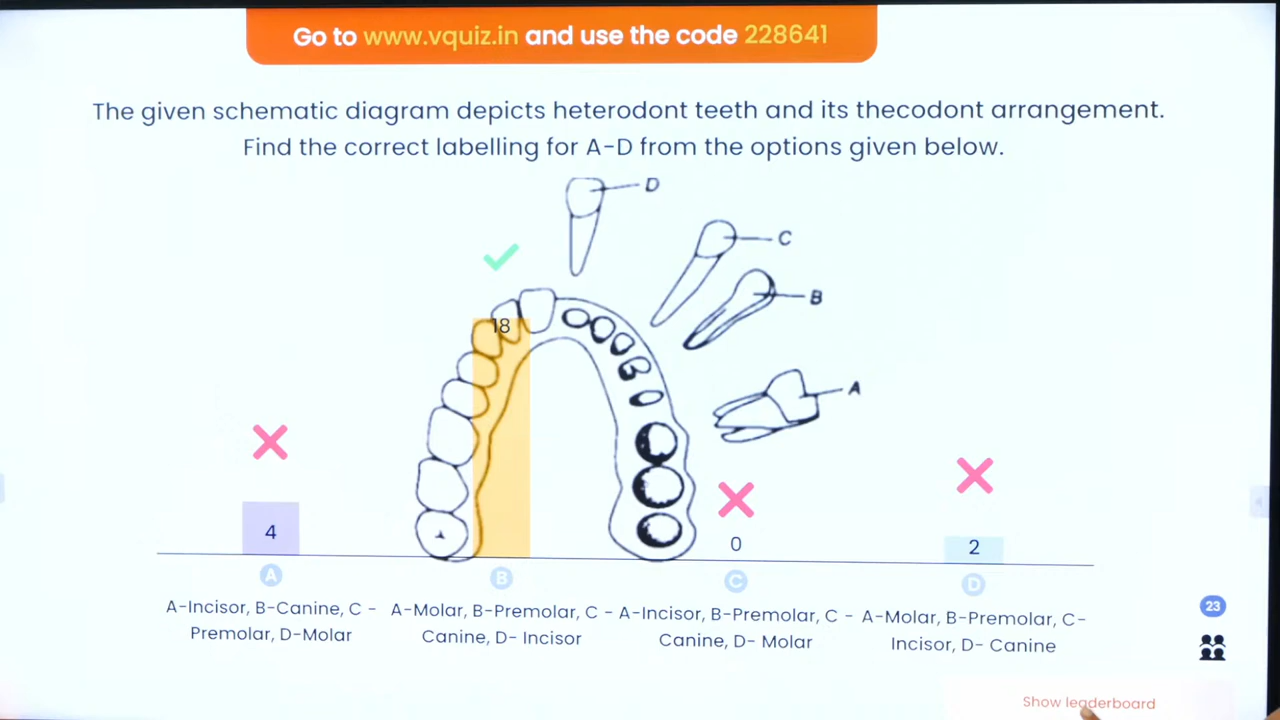 Go to www.vquiz.in and use the code 228641
The given schematic diagram depicts heterodont teeth and its thecodont arrangement.
Find the correct labelling for A-D from the options given below.
D
C
B
A
18
4
0
2
A
B
C
D
A-Incisor, B-Canine, C -
Premolar, D-Molar
A-Molar, B-Premolar, C -
Canine, D- Incisor
A-Incisor, B-Premolar, C -
Canine, D- Molar
A-Molar, B-Premolar, C-
Incisor, D- Canine
23
Show leaderboard